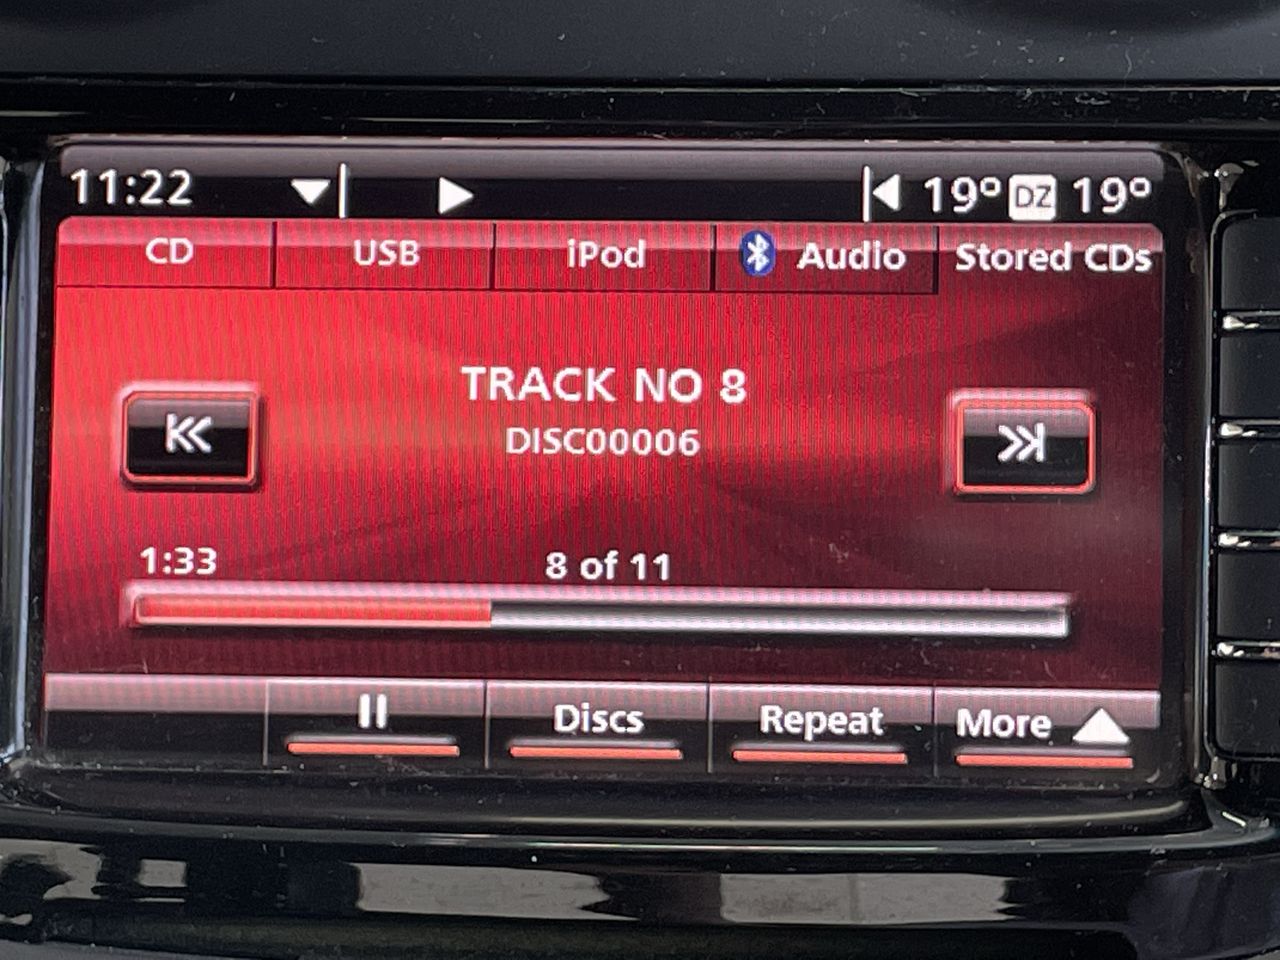 11:22 19° DZ 19°
CD USB iPod Audio Stored CDs
TRACK NO 8
DISC00006
1:33 8 of 11
Discs Repeat More